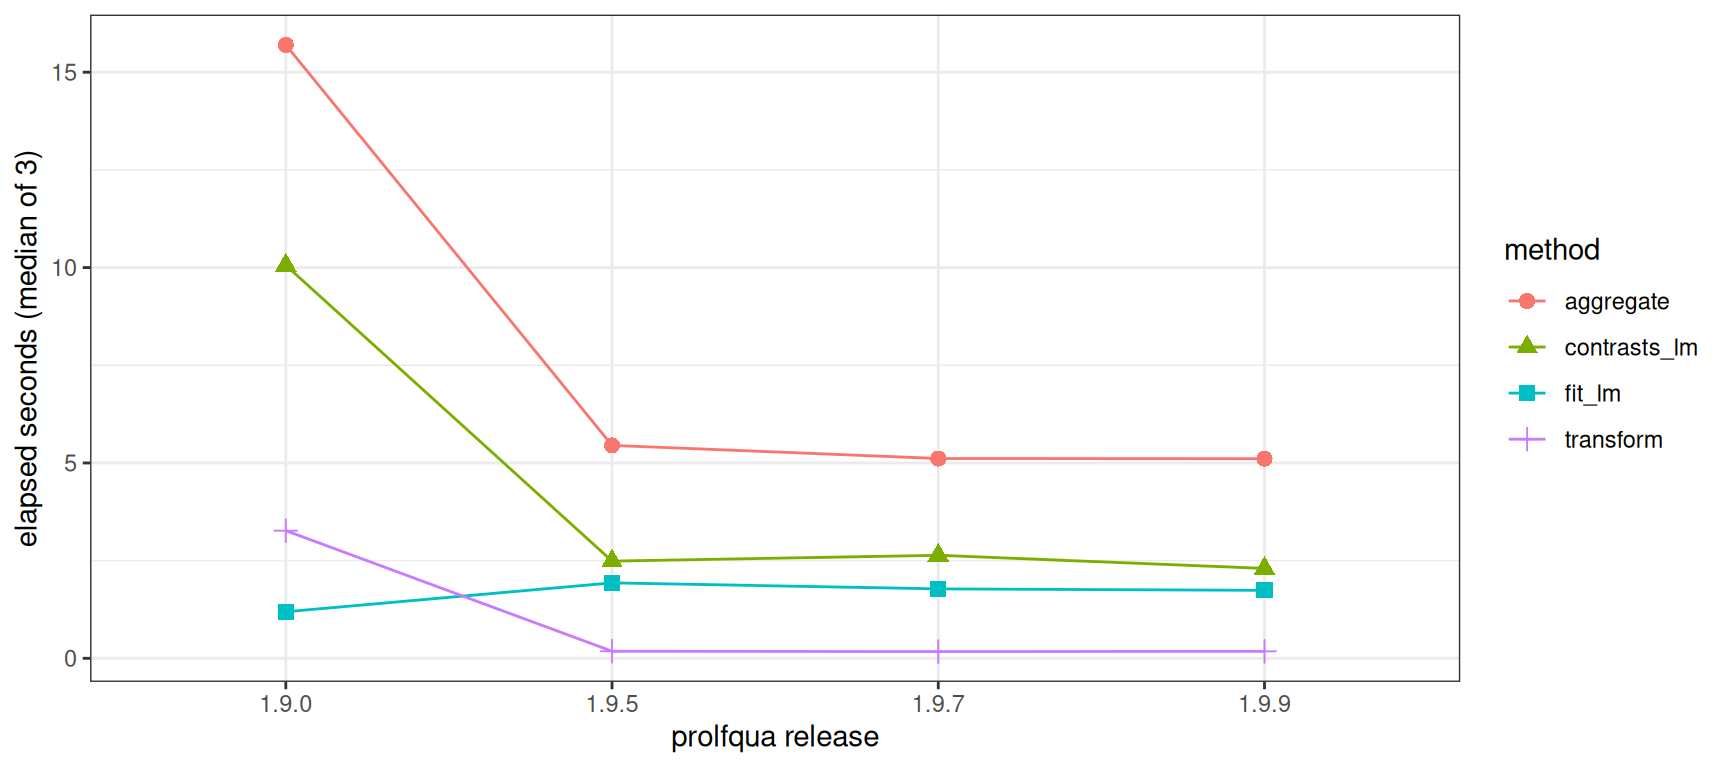 elapsed seconds (median of 3)
15
10
5
0
1.9.0
1.9.5
1.9.7
1.9.9
prolfqua release
method
aggregate
contrasts_lm
fit_lm
transform